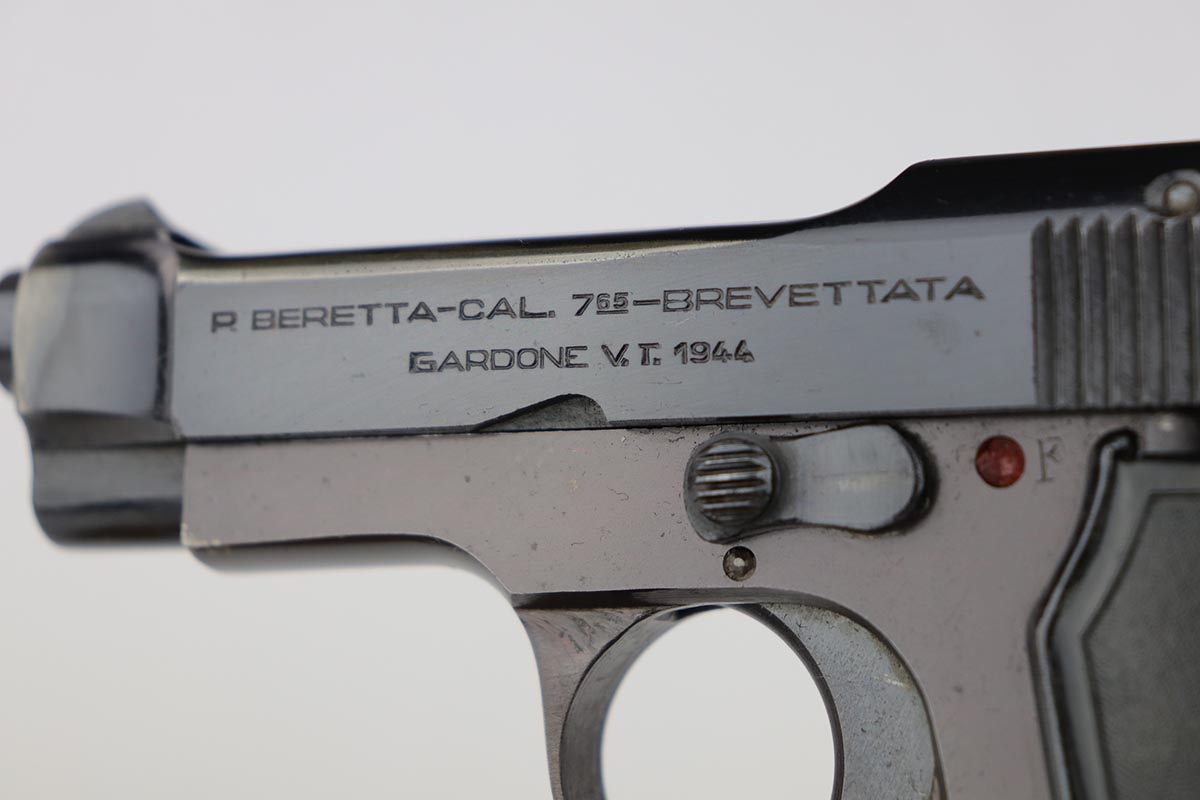 P. BERETTA-CAL. 765-BREVETTATA
GARDONE V.T. 1944
F